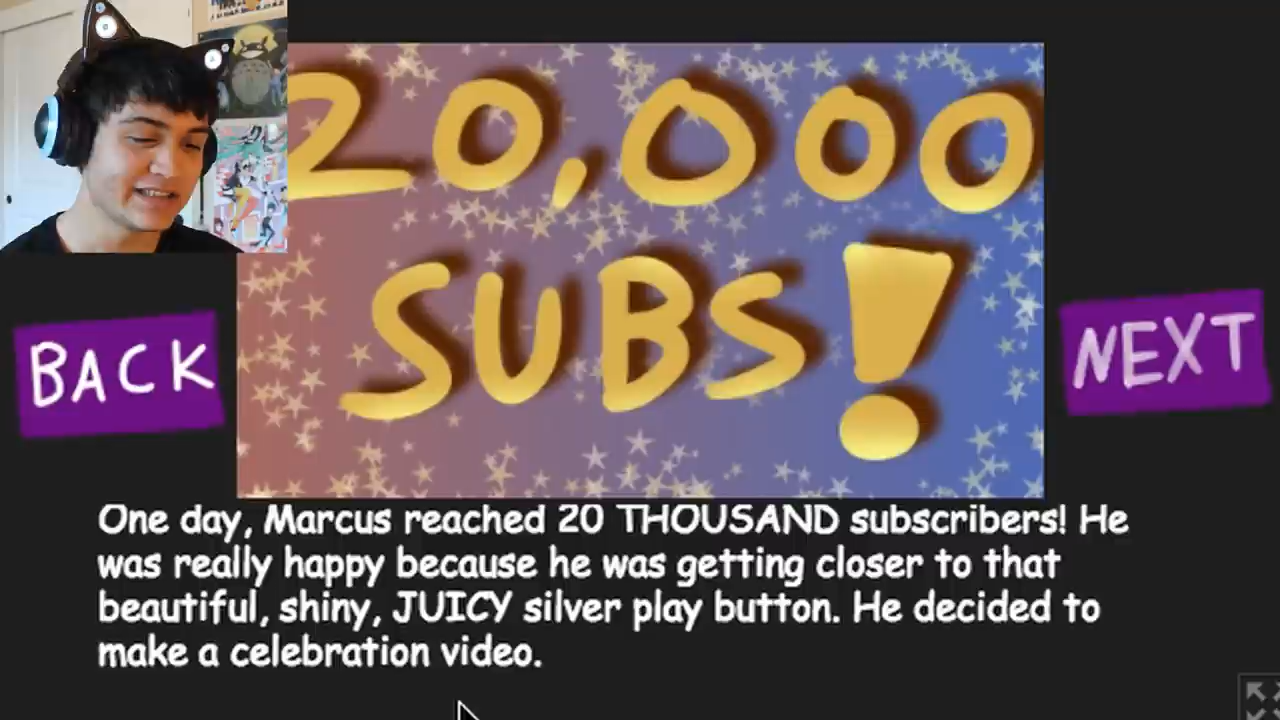 20,000
SUBS!
BACK
NEXT
One day, Marcus reached 20 THOUSAND subscribers! He
was really happy because he was getting closer to that
beautiful, shiny, JUICY silver play button. He decided to
make a celebration video.